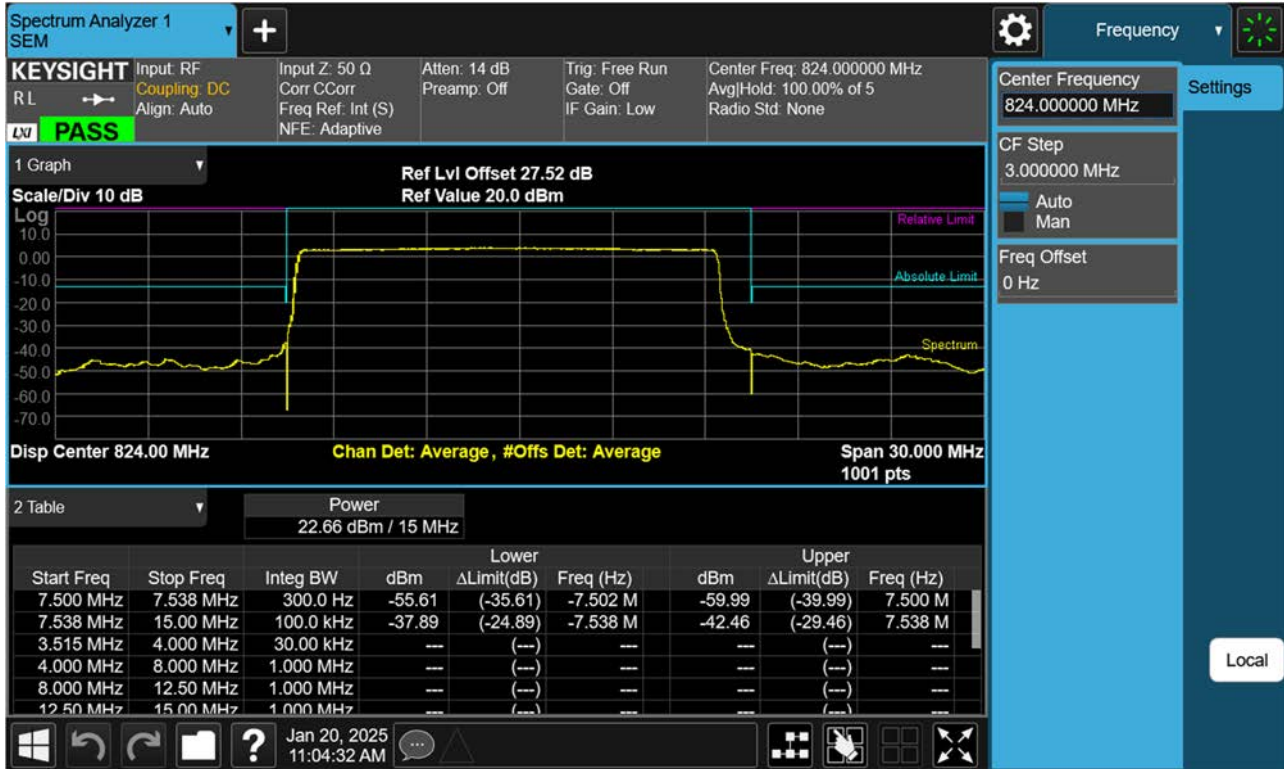 Spectrum Analyzer 1
SEM
+
Frequency
KEYSIGHT Input: RF Input Z: 50 Ω Atten: 14 dB Trig: Free Run Center Freq: 824.000000 MHz
RL Coupling: DC Corr CCorr Preamp: Off Gate: Off Avg|Hold: 100.00% of 5
Align: Auto Freq Ref: Int (S) IF Gain: Low Radio Std: None
LXI PASS NFE: Adaptive
Center Frequency
824.000000 MHz
Settings
CF Step
3.000000 MHz
Auto
Man
Freq Offset
0 Hz
1 Graph
Ref Lvl Offset 27.52 dB
Scale/Div 10 dB Ref Value 20.0 dBm
Log
Relative Limit
10.0
0.00
-10.0
Absolute Limit
-20.0
-30.0
Spectrum
-40.0
-50.0
-60.0
-70.0
Disp Center 824.00 MHz Chan Det: Average, #Offs Det: Average Span 30.000 MHz
1001 pts
2 Table
Power
22.66 dBm / 15 MHz
Lower Upper
Start Freq Stop Freq Integ BW dBm ΔLimit(dB) Freq (Hz) dBm ΔLimit(dB) Freq (Hz)
7.500 MHz 7.538 MHz 300.0 Hz -55.61 (-35.61) -7.502 M -59.99 (-39.99) 7.500 M
7.538 MHz 15.00 MHz 100.0 kHz -37.89 (-24.89) -7.538 M -42.46 (-29.46) 7.538 M
3.515 MHz 4.000 MHz 30.00 kHz --- (---) --- --- (---) ---
4.000 MHz 8.000 MHz 1.000 MHz --- (---) --- --- (---) ---
8.000 MHz 12.50 MHz 1.000 MHz --- (---) --- --- (---) ---
12.50 MHz 15.00 MHz 1.000 MHz --- (---) --- --- (---) ---
Local
? Jan 20, 2025
11:04:32 AM